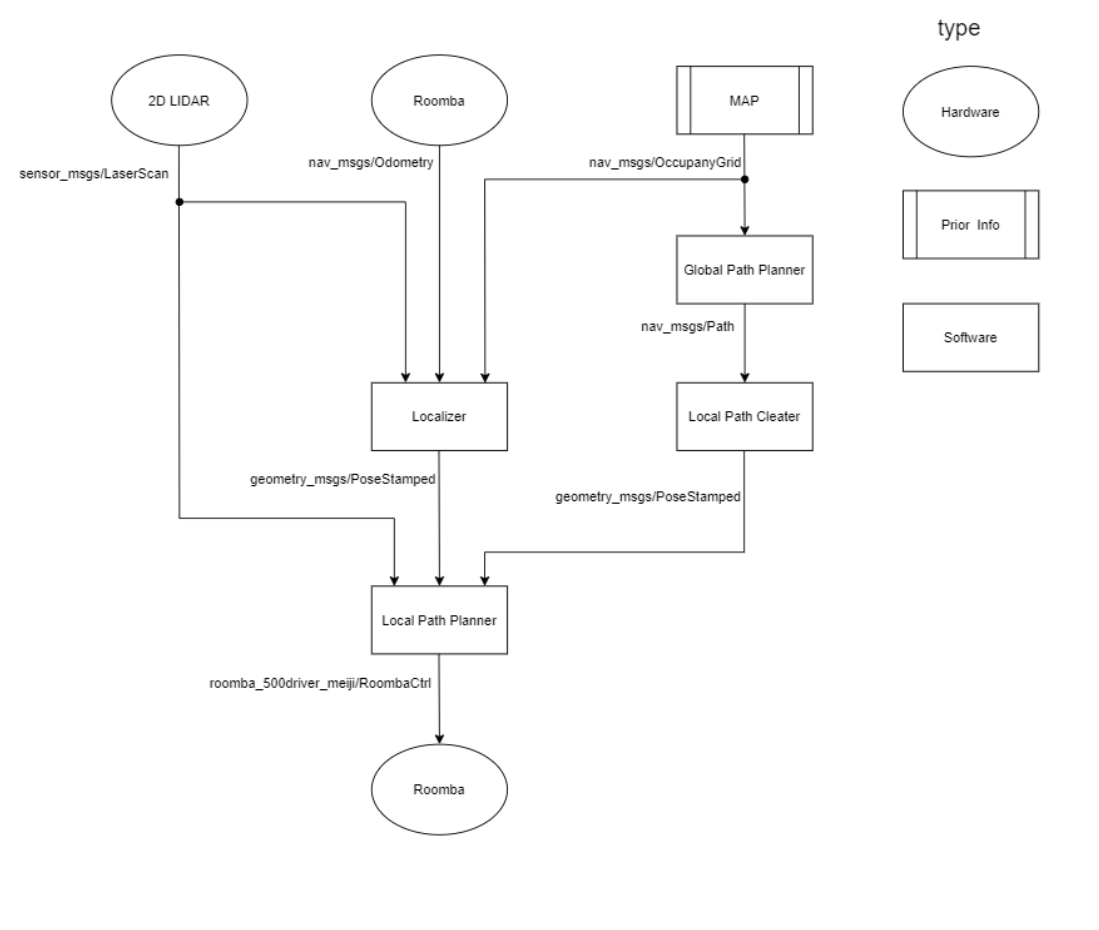 type
2D LIDAR
Roomba
MAP
Hardware
sensor_msgs/LaserScan
nav_msgs/Odometry
nav_msgs/OccupanyGrid
Prior Info
Global Path Planner
nav_msgs/Path
Software
Localizer
Local Path Cleater
geometry_msgs/PoseStamped
geometry_msgs/PoseStamped
Local Path Planner
roomba_500driver_meiji/RoombaCtrl
Roomba